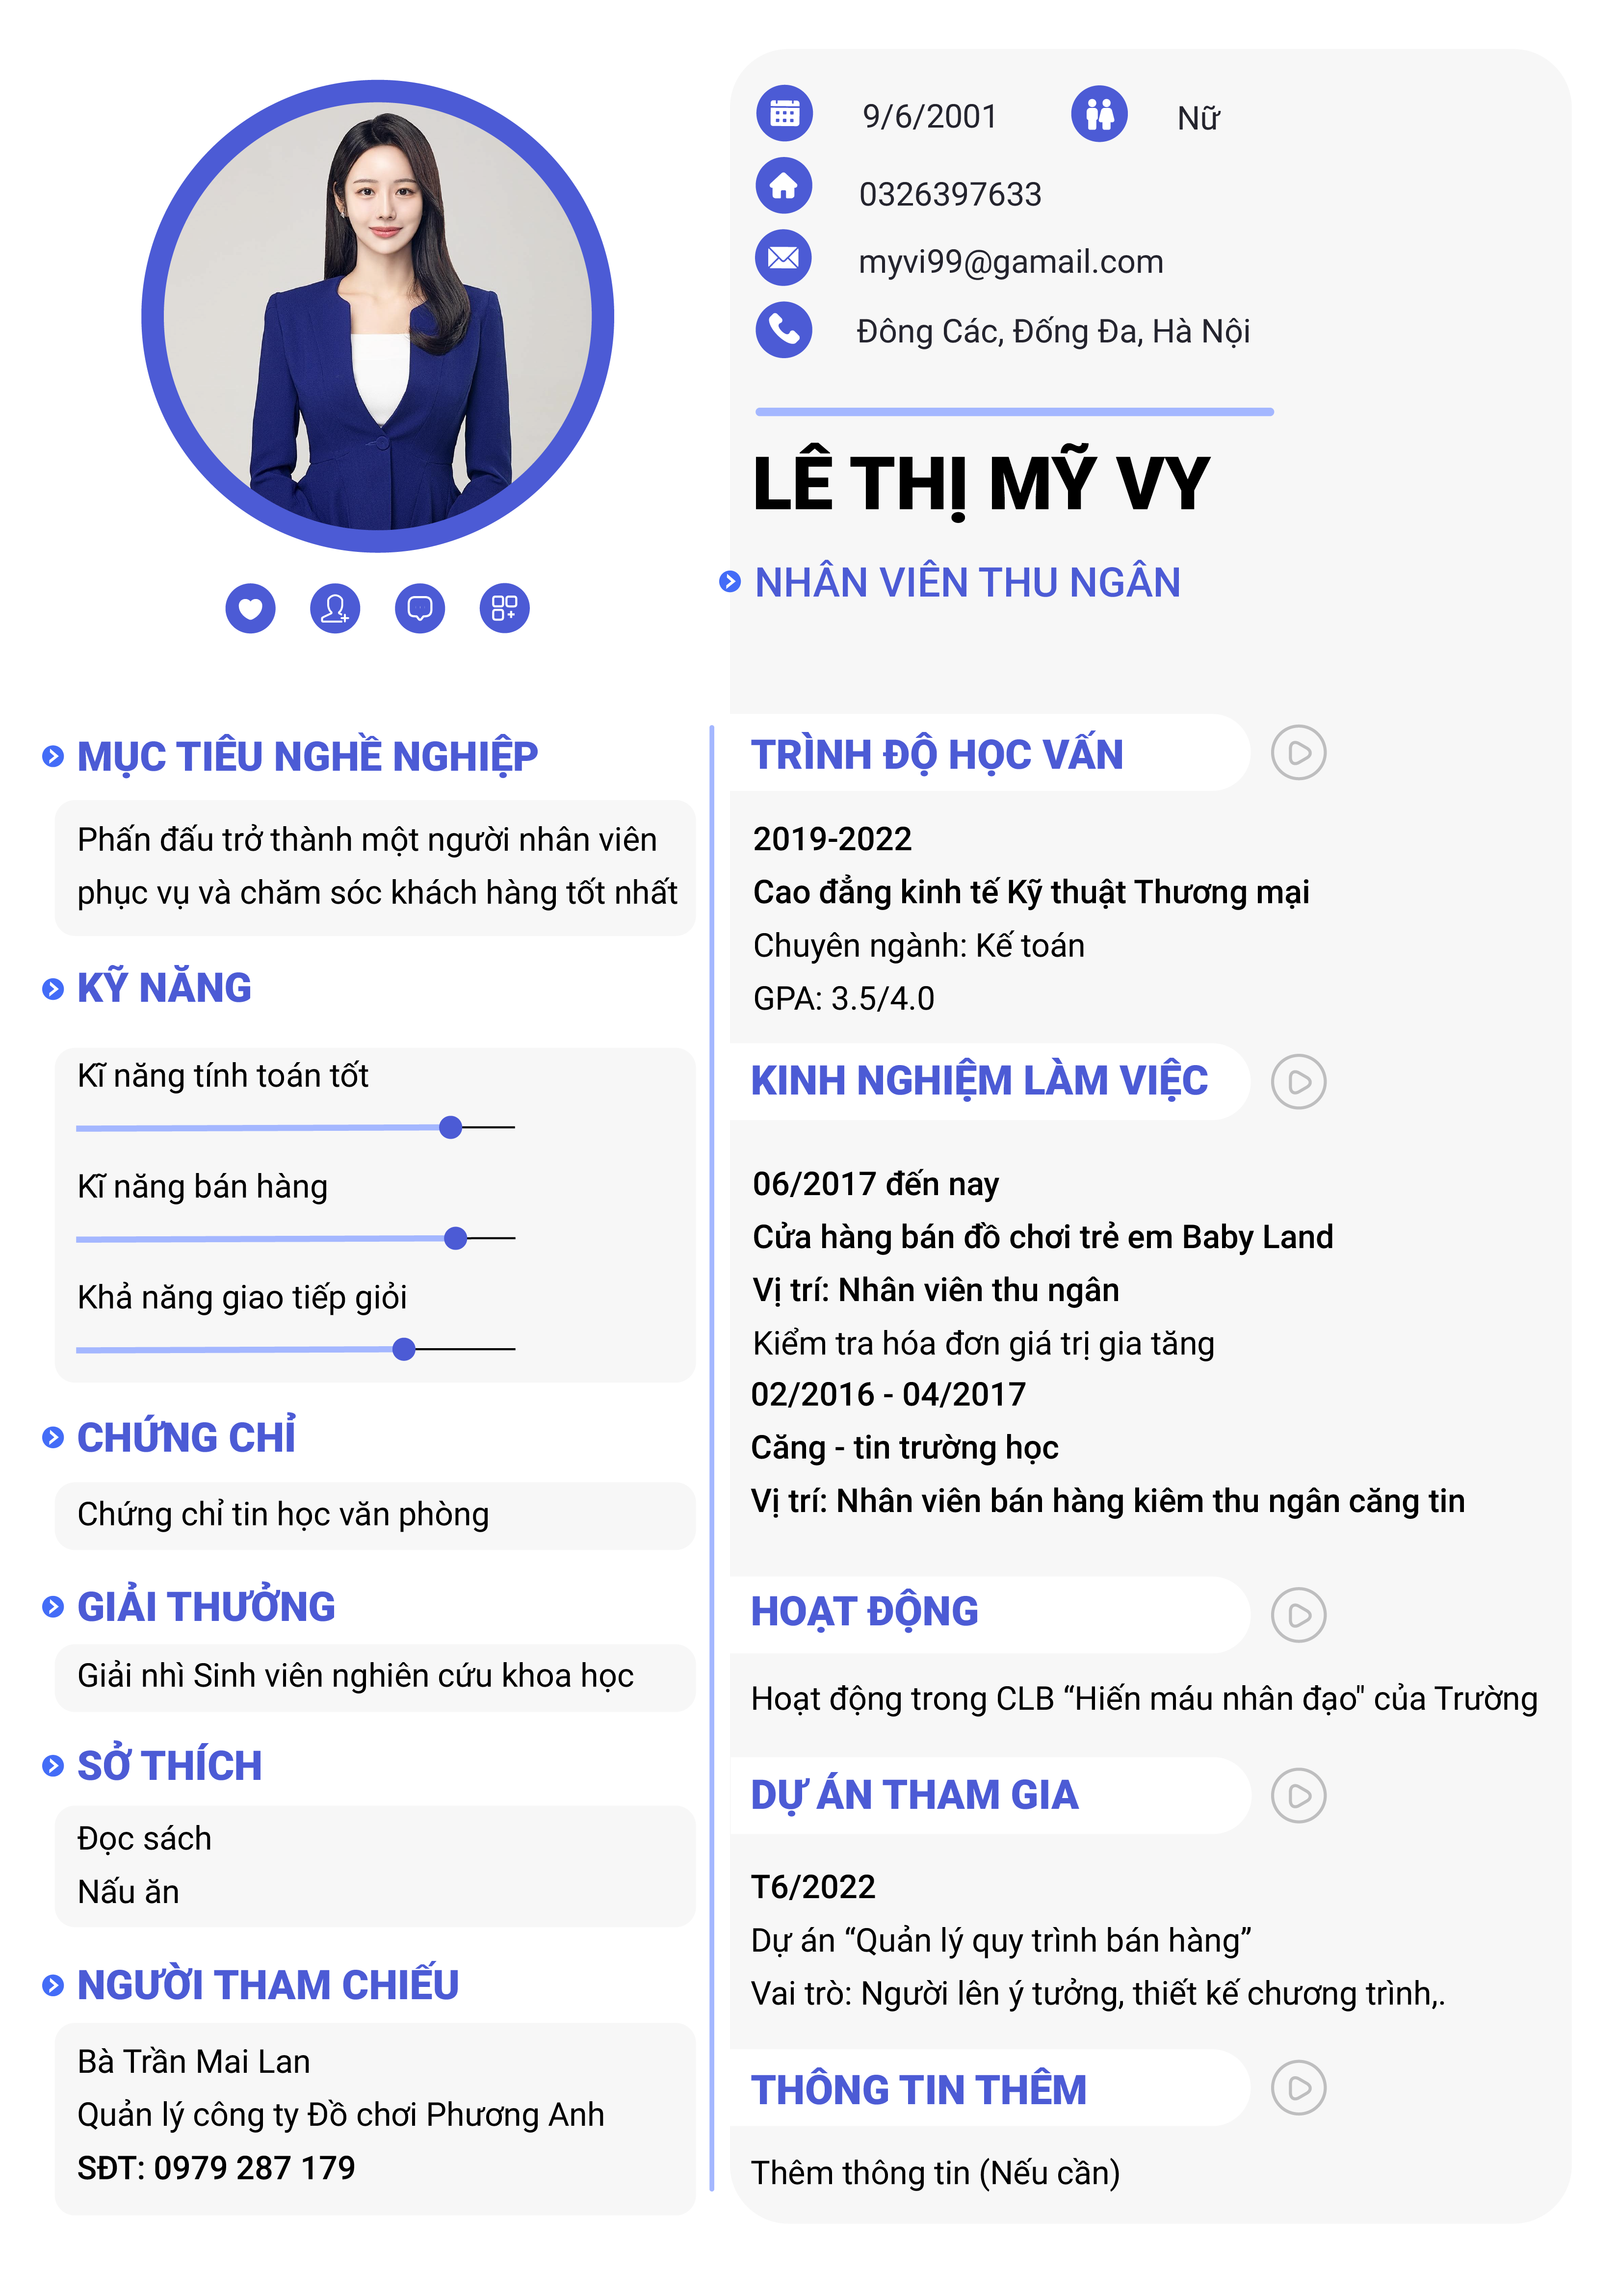 9/6/2001 Nữ
0326397633
myvi99@gamail.com
Đông Các, Đống Đa, Hà Nội
LÊ THỊ MỸ VY
NHÂN VIÊN THU NGÂN
MỤC TIÊU NGHỀ NGHIỆP
Phấn đấu trở thành một người nhân viên
phục vụ và chăm sóc khách hàng tốt nhất
KỸ NĂNG
Kĩ năng tính toán tốt
Kĩ năng bán hàng
Khả năng giao tiếp giỏi
CHỨNG CHỈ
Chứng chỉ tin học văn phòng
GIẢI THƯỞNG
Giải nhì Sinh viên nghiên cứu khoa học
SỞ THÍCH
Đọc sách
Nấu ăn
NGƯỜI THAM CHIẾU
Bà Trần Mai Lan
Quản lý công ty Đồ chơi Phương Anh
SĐT: 0979 287 179
TRÌNH ĐỘ HỌC VẤN
2019-2022
Cao đẳng kinh tế Kỹ thuật Thương mại
Chuyên ngành: Kế toán
GPA: 3.5/4.0
KINH NGHIỆM LÀM VIỆC
06/2017 đến nay
Cửa hàng bán đồ chơi trẻ em Baby Land
Vị trí: Nhân viên thu ngân
Kiểm tra hóa đơn giá trị gia tăng
02/2016 - 04/2017
Căng - tin trường học
Vị trí: Nhân viên bán hàng kiêm thu ngân căng tin
HOẠT ĐỘNG
Hoạt động trong CLB “Hiến máu nhân đạo" của Trường
DỰ ÁN THAM GIA
T6/2022
Dự án “Quản lý quy trình bán hàng”
Vai trò: Người lên ý tưởng, thiết kế chương trình,.
THÔNG TIN THÊM
Thêm thông tin (Nếu cần)